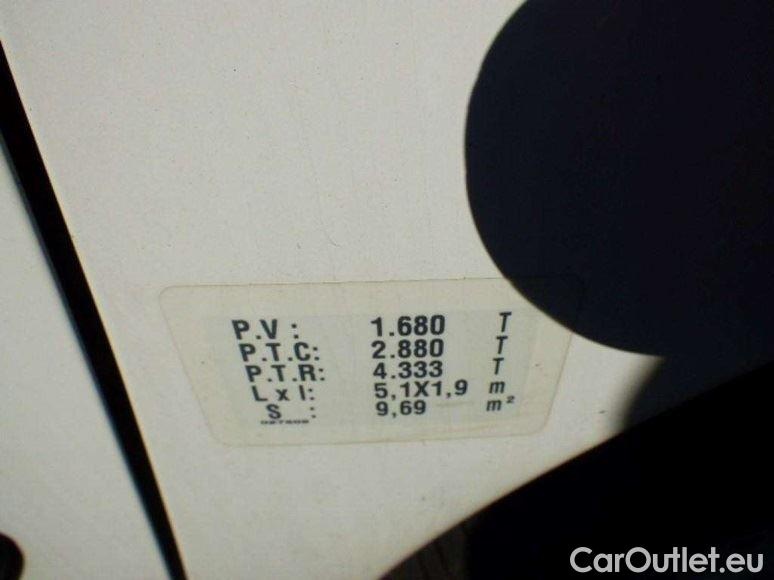 P.V : 1.680 T
P.T.C: 2.880 T
P.T.R: 4.333 T
L x l: 5,1X1,9 m
S : 9,69 m²
CarOutlet.eu